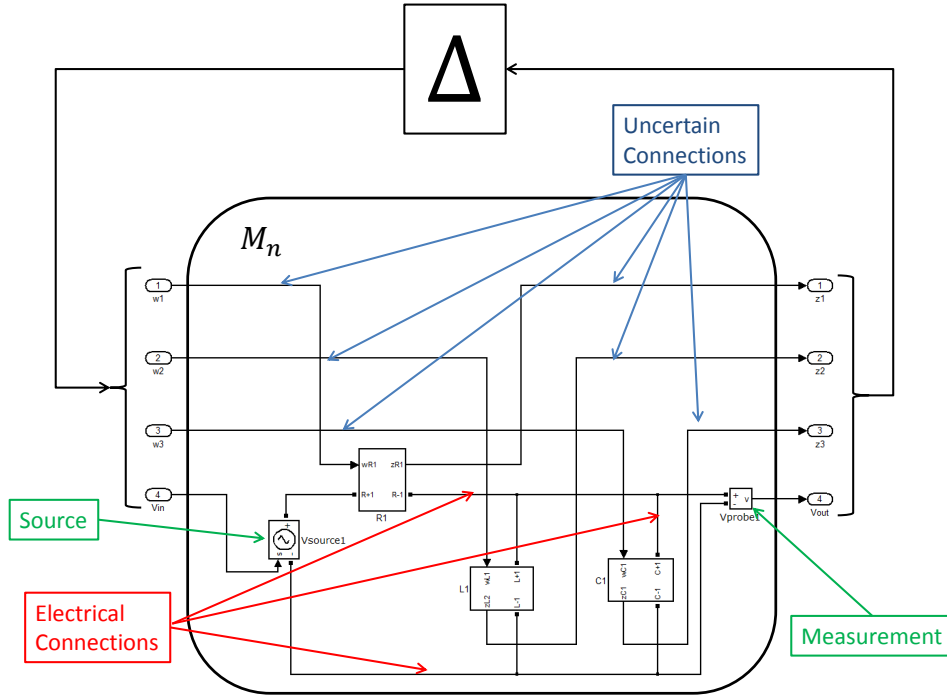 Δ
Uncertain
Connections
Mn
1
w1
1
z1
2
w2
2
z2
3
w3
3
z3
wR1 zR1
R+1 R-1
R1
4
Vin
+ v
-
Vprobe1
4
Vout
Source
+
s -
Vsource1
L1
wL1 L+1
zL2 L-1
C1
wC1 C+1
zC1 C-1
Electrical
Connections
Measurement